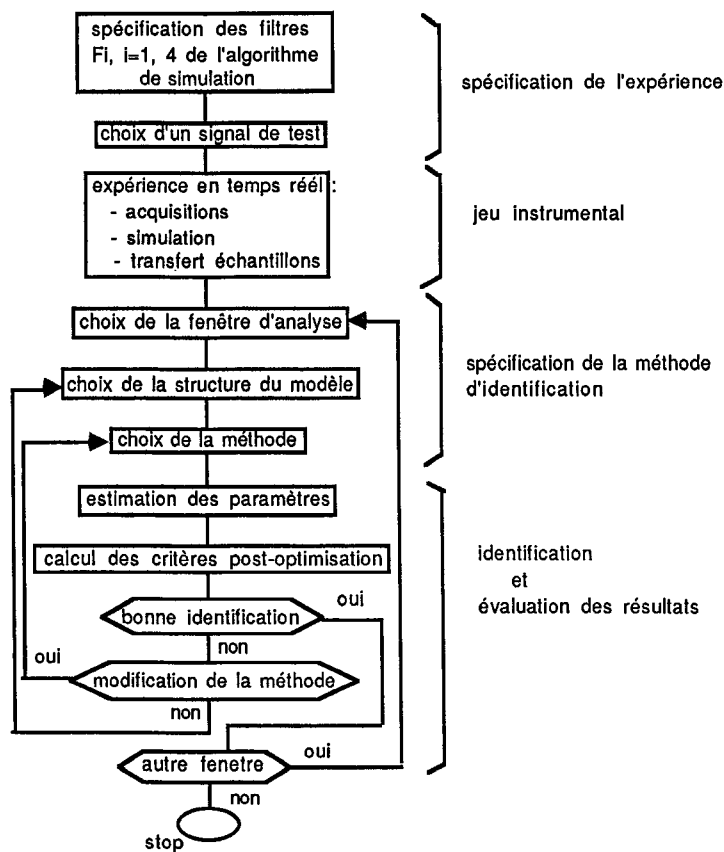 spécification des filtres
Fi, i=1, 4 de l'algorithme
de simulation
spécification de l'expérience
choix d'un signal de test
expérience en temps réél :
- acquisitions
- simulation
- transfert échantillons
jeu instrumental
choix de la fenêtre d'analyse
choix de la structure du modèle
choix de la méthode
spécification de la méthode
d'identification
estimation des paramètres
calcul des critères post-optimisation
bonne identification
oui
non
identification
et
évaluation des résultats
oui
modification de la méthode
non
autre fenetre
oui
non
stop